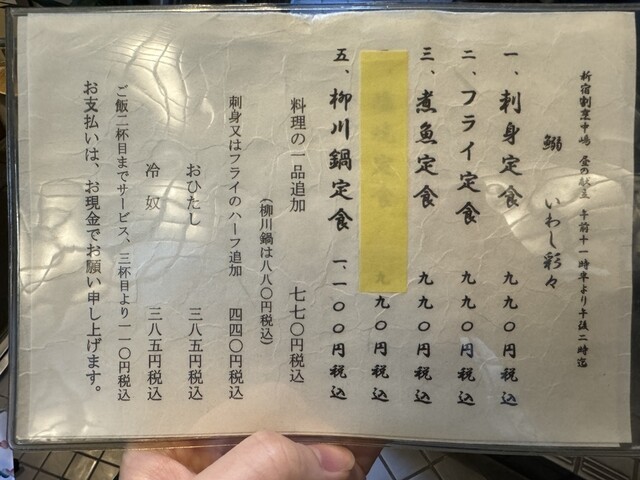 新宿割烹中嶋 昼の献立 午前十一時半より午後二時迄
鰯 いわし彩々
一、刺身定食 九九〇円税込
二、フライ定食 九九〇円税込
三、煮魚定食 九九〇円税込
定食 九九〇円税込
五、柳川鍋定食 一、一〇〇円税込
料理の一品追加 七七〇円税込
(柳川鍋は八八〇円税込)
刺身又はフライのハーフ追加 四四〇円税込
おひたし 三八五円税込
冷奴 三八五円税込
ご飯二杯目までサービス、三杯目より一一〇円税込
お支払いは、お現金でお願い申し上げます。